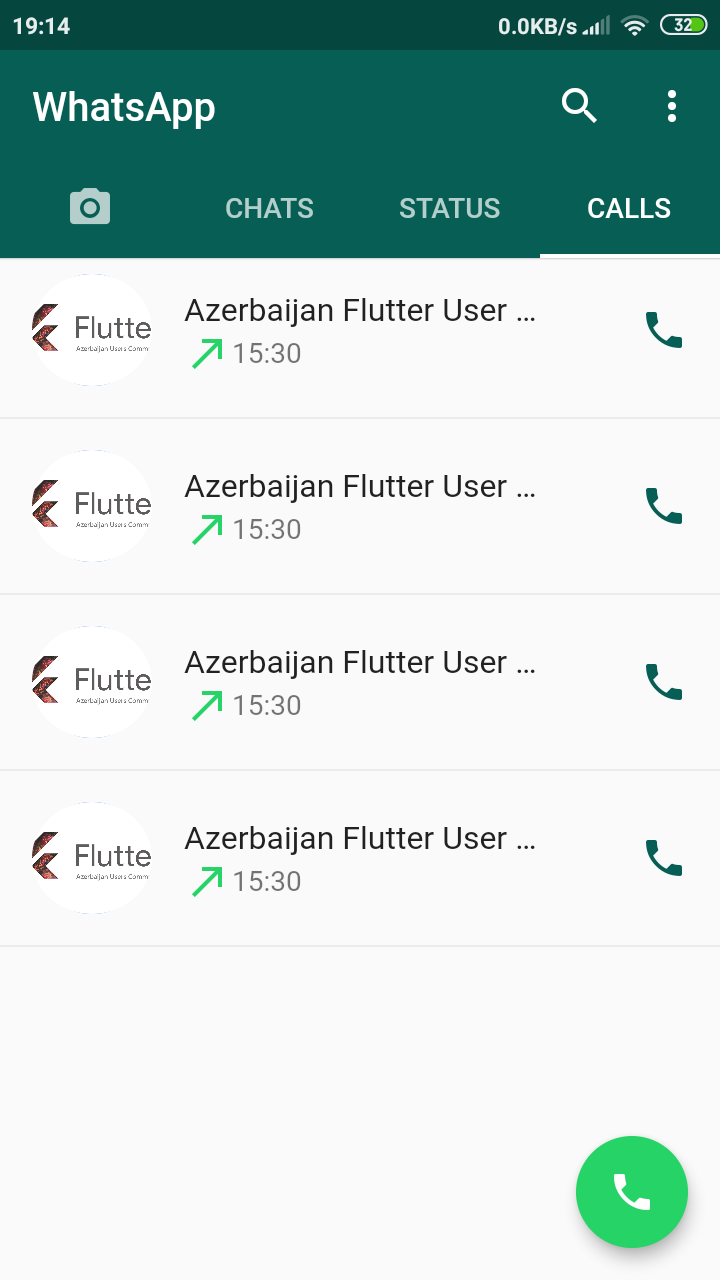 19:14
0.0KB/s
32
WhatsApp
CHATS
STATUS
CALLS
Flutte
Azerbaijan Users Comm
Azerbaijan Flutter User ...
15:30
Flutte
Azerbaijan Users Comm
Azerbaijan Flutter User ...
15:30
Flutte
Azerbaijan Users Comm
Azerbaijan Flutter User ...
15:30
Flutte
Azerbaijan Users Comm
Azerbaijan Flutter User ...
15:30